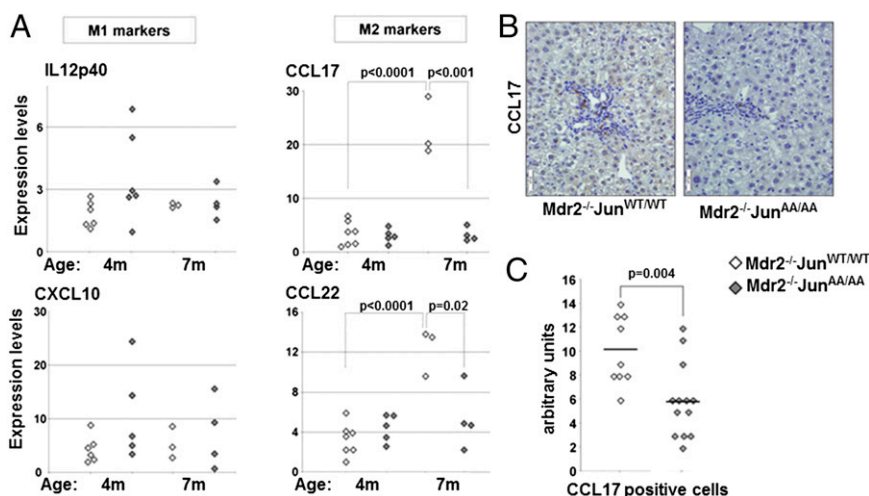 A
M1 markers
M2 markers
IL12p40
Expression levels
6
3
0
Age: 4m 7m
CCL17
p<0.0001 p<0.001
30
20
10
0
Age: 4m 7m
CXCL10
Expression levels
30
20
10
0
Age: 4m 7m
CCL22
p<0.0001 p=0.02
16
12
8
4
0
Age: 4m 7m
B
CCL17
Mdr2-/-JunWT/WT
Mdr2-/-JunAA/AA
C
Mdr2-/-JunWT/WT
Mdr2-/-JunAA/AA
p=0.004
arbitrary units
16
14
12
10
8
6
4
2
0
CCL17 positive cells